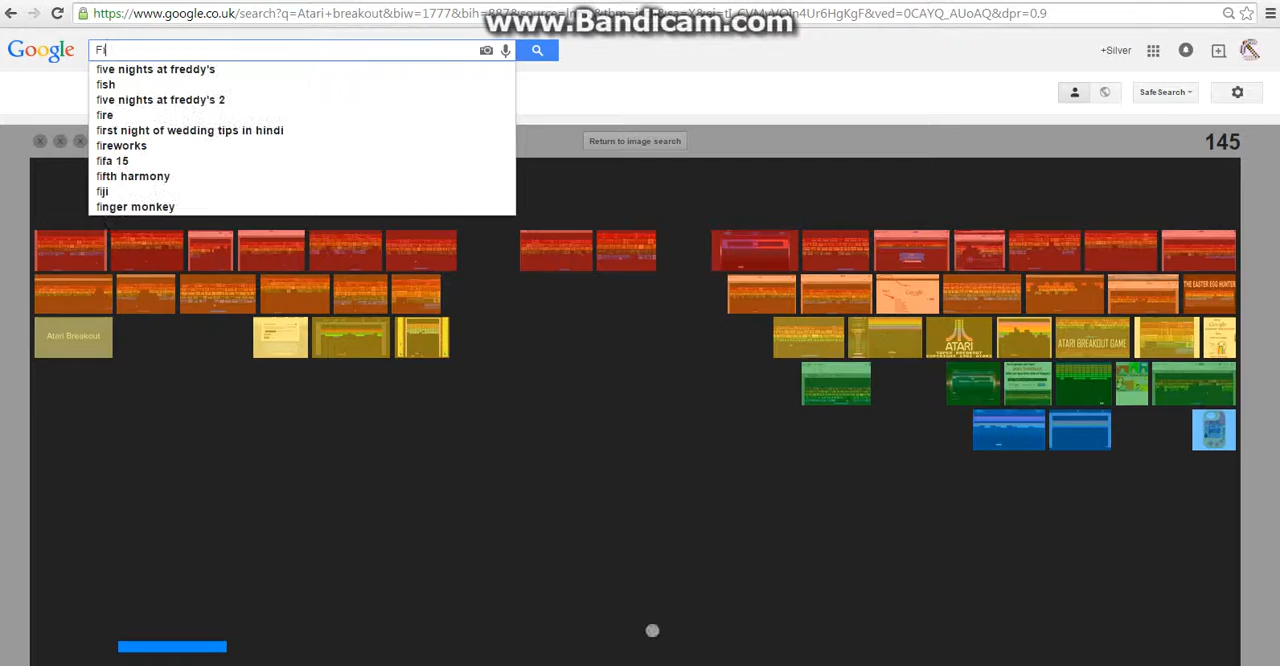 https://www.google.co.uk/search?q=Atari+breakout&biw=1777&bih=
www.Bandicam.com
Google
Fi
+Silver
five nights at freddy's
fish
five nights at freddy's 2
fire
first night of wedding tips in hindi
fireworks
fifa 15
fifth harmony
fiji
finger monkey
SafeSearch
Return to image search
145
THE EASTER EGG HUNTER
Atari Breakout
ATARI
ATARI BREAKOUT GAME
Google